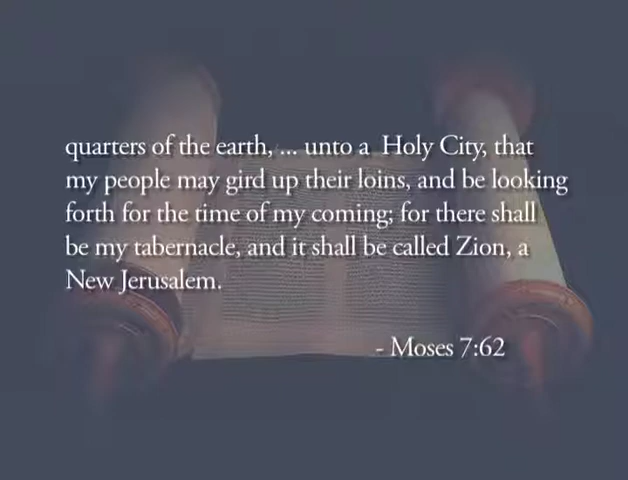 quarters of the earth, ... unto a Holy City, that
my people may gird up their loins, and be looking
forth for the time of my coming; for there shall
be my tabernacle, and it shall be called Zion, a
New Jerusalem.
- Moses 7:62